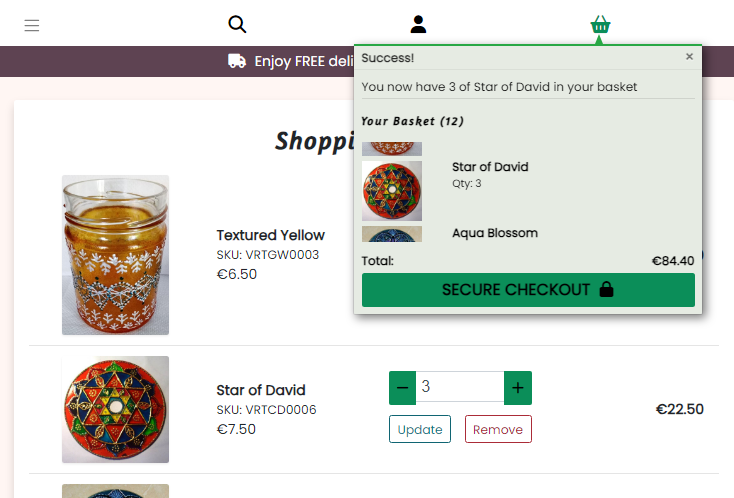 Enjoy FREE deli
Success!
×
You now have 3 of Star of David in your basket
Your Basket (12)
Star of David
Qty: 3
Aqua Blossom
Total:
€84.40
SECURE CHECKOUT
Shoppi
Textured Yellow
SKU: VRTGW0003
€6.50
Star of David
SKU: VRTCD0006
€7.50
3
Update
Remove
€22.50